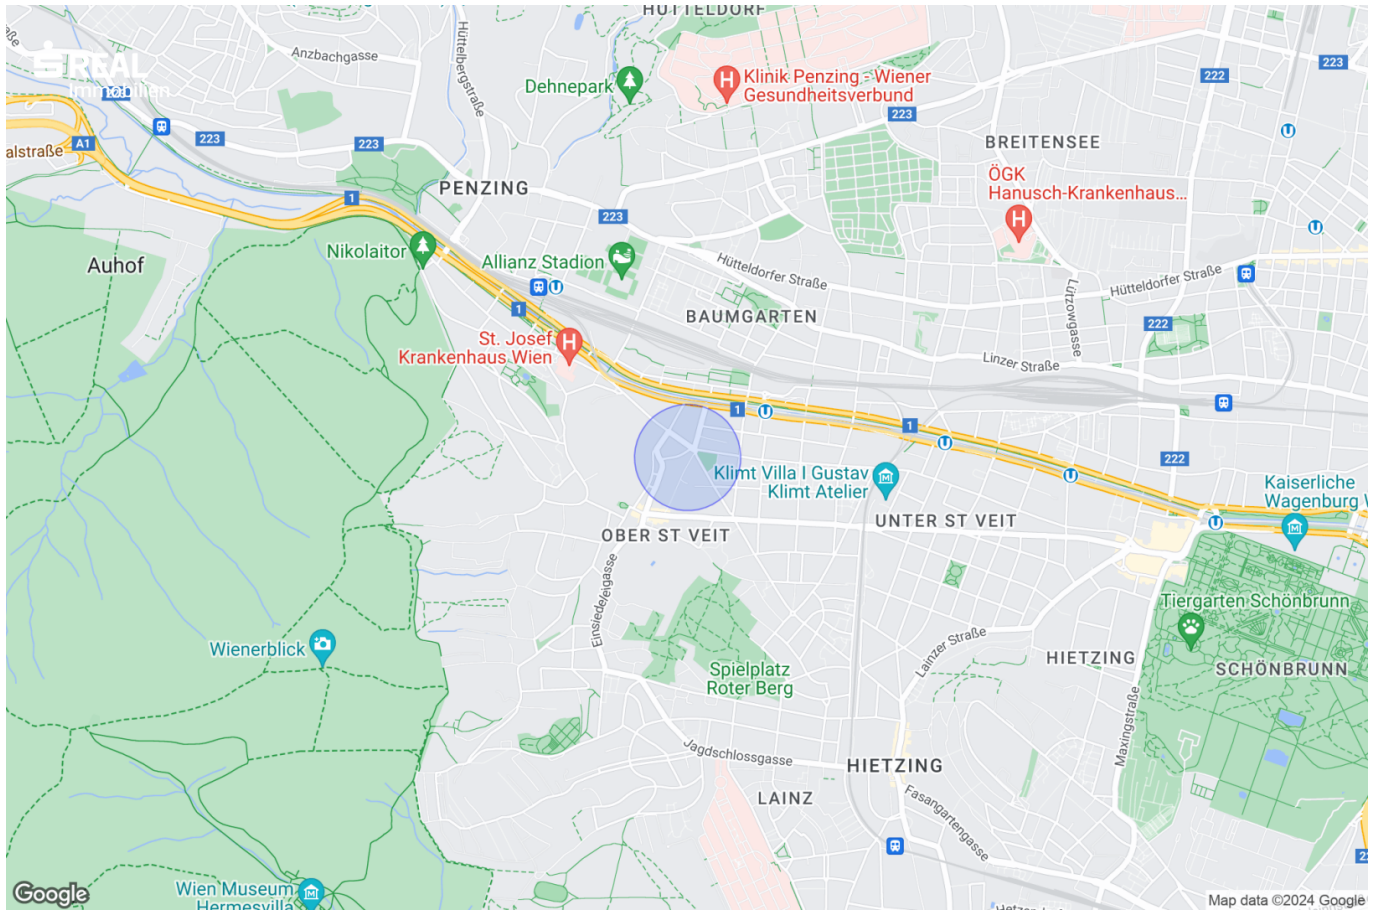 HÜTTELDORF
Anzbachgasse
Hüttelbergstraße
S REAL
Immobilien
Dehnepark
Klinik Penzing - Wiener
Gesundheitsverbund
222
223
223
BREITENSEE
223
223
A1
alstraße
ÖGK
Hanusch-Krankenhaus...
PENZING
1
223
Nikolaitor
Allianz Stadion
Auhof
Hütteldorfer Straße
Hütteldorfer Straße
Lützowgasse
1
BAUMGARTEN
222
St. Josef
Krankenhaus Wien
Linzer Straße
1
1
222
Klimt Villa I Gustav
Klimt Atelier
Kaiserliche
Wagenburg W
UNTER ST VEIT
OBER ST VEIT
Einsiedeleigasse
Tiergarten Schönbrunn
Lainzer Straße
Wienerblick
HIETZING
SCHÖNBRUNN
Spielplatz
Roter Berg
Maxingstraße
Jagdschlossgasse
HIETZING
LAINZ
Fasangartengasse
Wien Museum
Hermesvilla
Google
Map data ©2024 Google